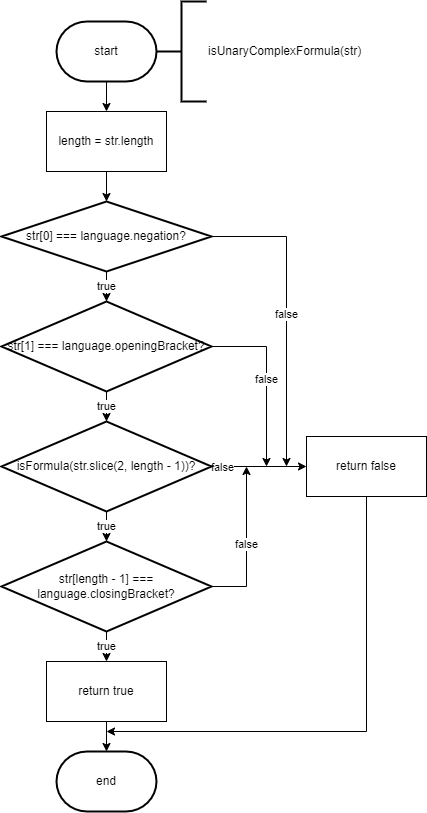 start
isUnaryComplexFormula(str)
length = str.length
str[0] === language.negation?
true
false
str[1] === language.openingBracket?
false
true
isFormula(str.slice(2, length - 1))?
false
return false
true
false
str[length - 1] ===
language.closingBracket?
true
return true
end